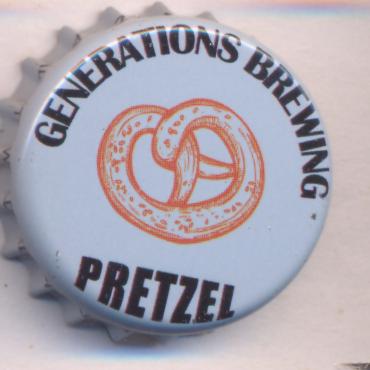 GENERATIONS BREWING
PRETZEL